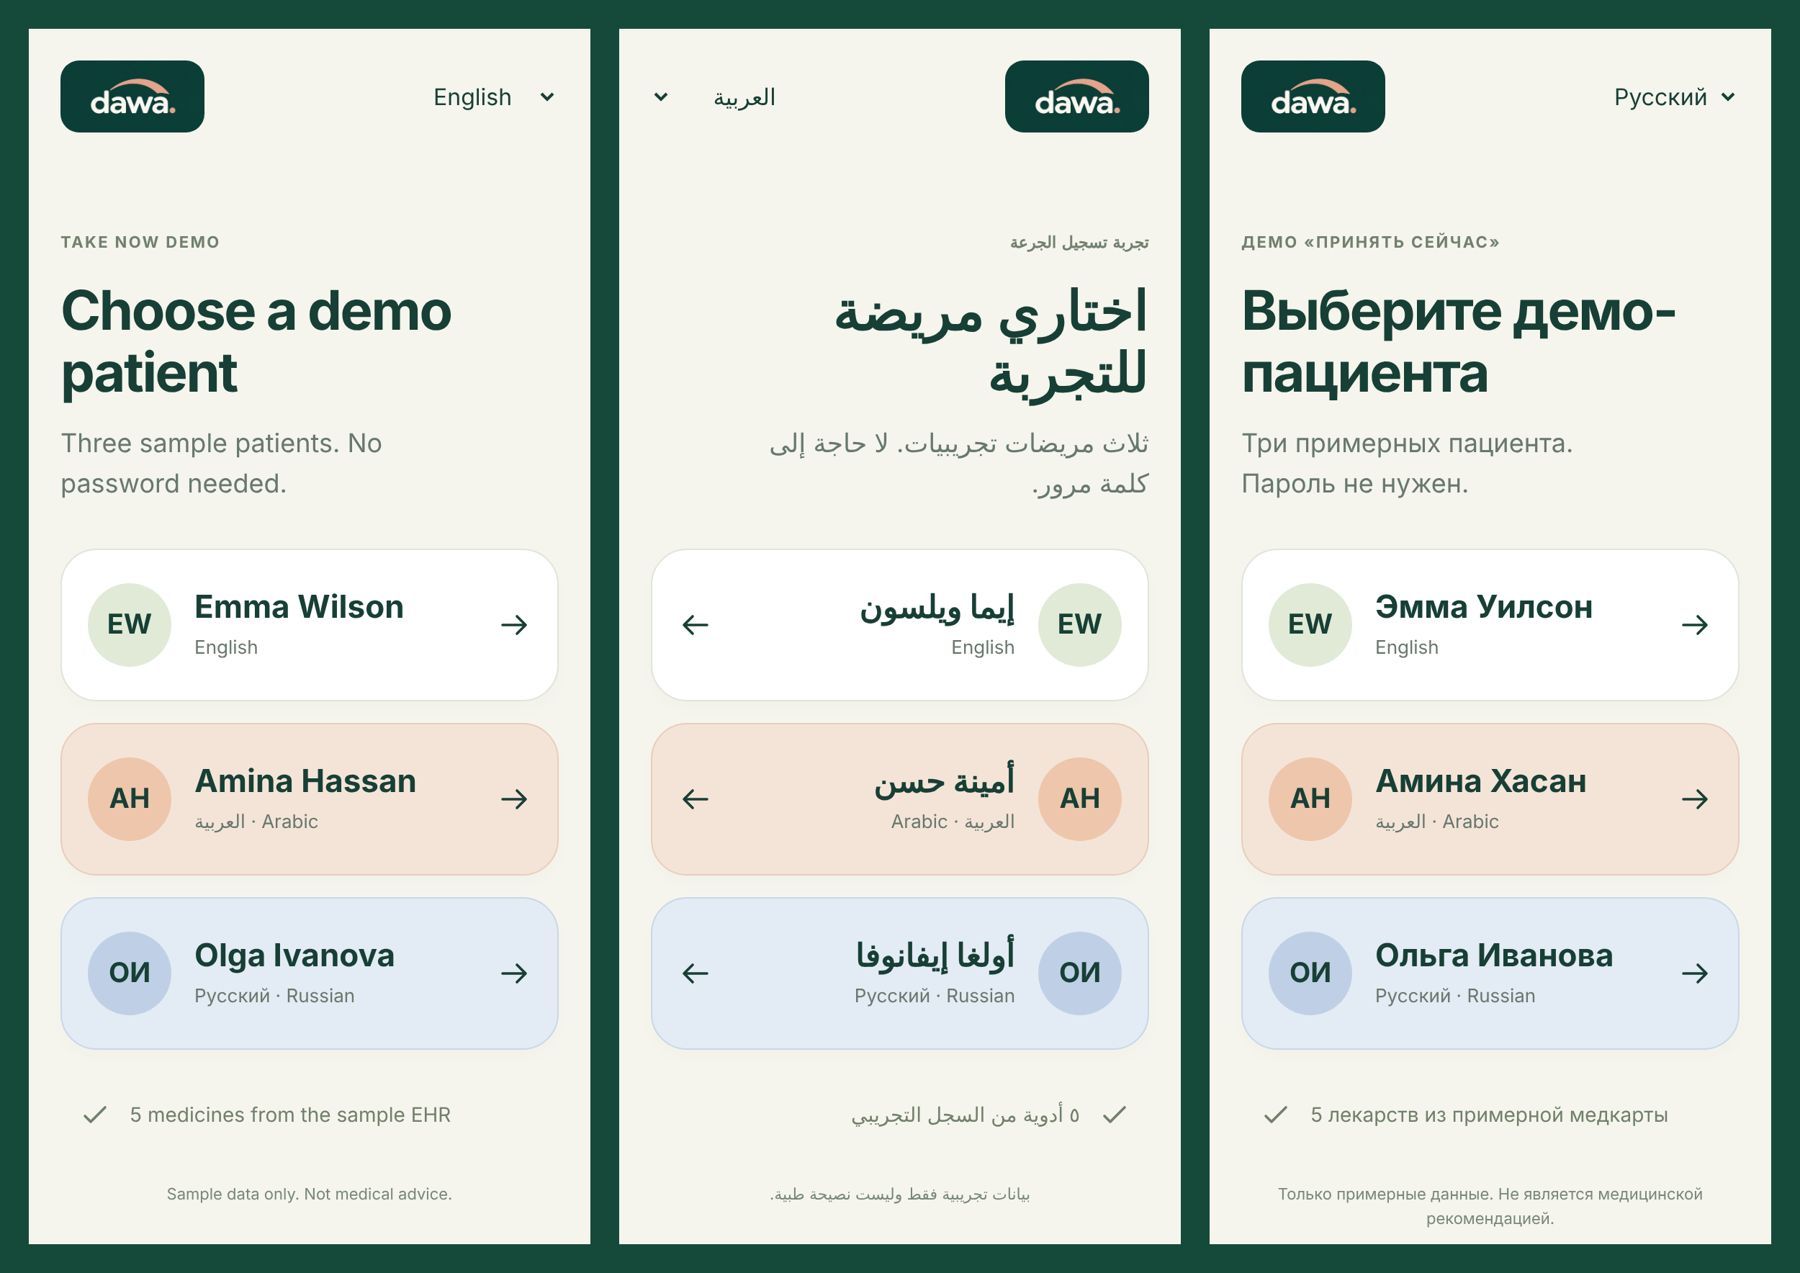 dawa.
English
TAKE NOW DEMO
Choose a demo
patient
Three sample patients. No
password needed.
EW
Emma Wilson
English
AH
Amina Hassan
العربية · Arabic
ОИ
Olga Ivanova
Русский · Russian
5 medicines from the sample EHR
Sample data only. Not medical advice.
dawa.
العربية
تجربة تسجيل الجرعة
اختاري مريضة
للتجربة
ثلاث مريضات تجريبيات. لا حاجة إلى
كلمة مرور.
EW
إيما ويلسون
English
AH
أمينة حسن
العربية · Arabic
ОИ
أولغا إيفانوفا
Русский · Russian
٥ أدوية من السجل التجريبي
بيانات تجريبية فقط وليست نصيحة طبية.
dawa.
Русский
ДЕМО «ПРИНЯТЬ СЕЙЧАС»
Выберите демо-
пациента
Три примерных пациента.
Пароль не нужен.
EW
Эмма Уилсон
English
AH
Амина Хасан
العربية · Arabic
ОИ
Ольга Иванова
Русский · Russian
5 лекарств из примерной медкарты
Только примерные данные. Не является медицинской
рекомендацией.